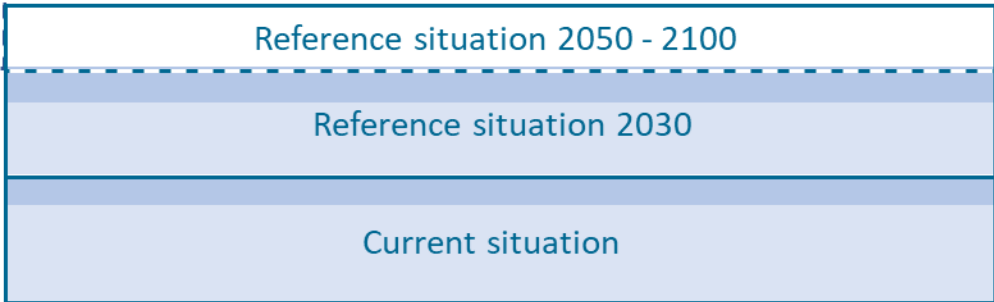 Reference situation 2050 - 2100
Reference situation 2030
Current situation